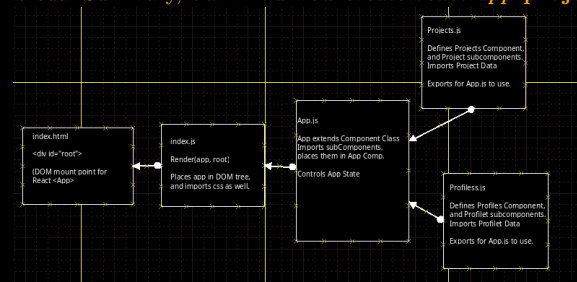 Projects.js
Defines Projects Component,
and Project subcomponents.
Imports Project Data
Exports for App.js to use.
App.js
App extends Component Class
Imports subComponents,
places them in App Comp.
Controls App State
index.html
<div id="root">
(DOM mount point for
React <App>
index.js
Render(app, root)
Places app in DOM tree,
and imports css as well.
Profiless.js
Defines Profiles Component,
and Profilet subcomponents.
Imports Profilet Data
Exports for App.js to use.